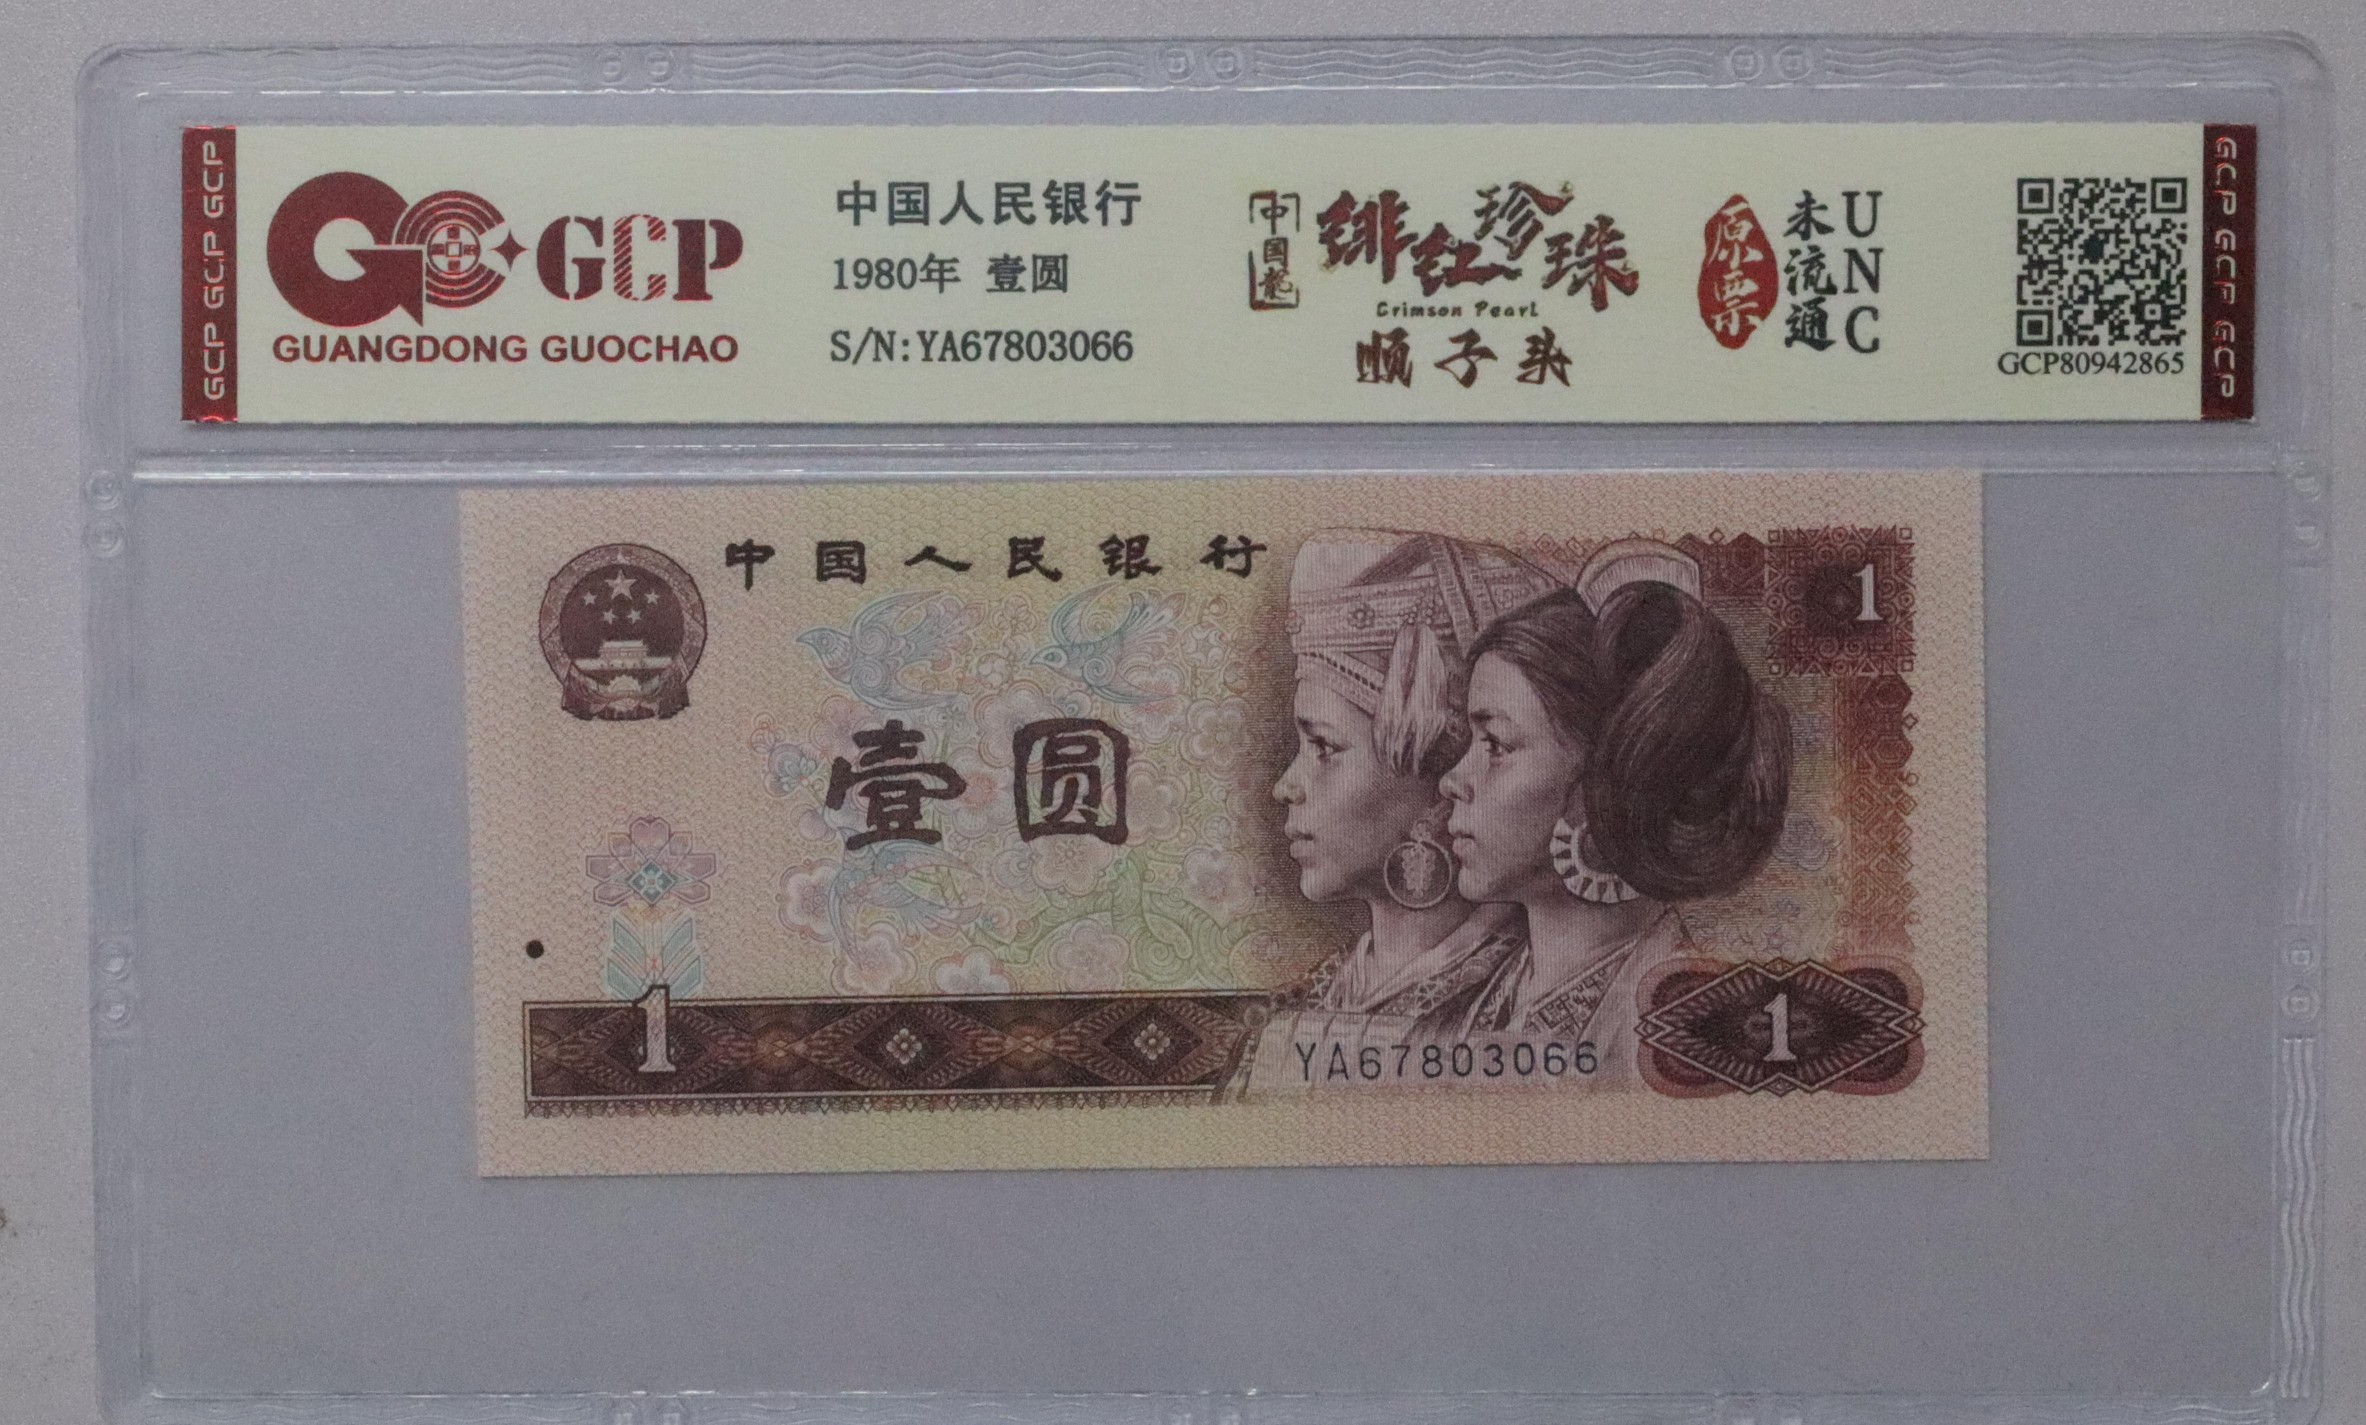 GCP GCP GCP
GCP
GUANGDONG GUOCHAO
中国人民银行
1980年 壹圆
S/N:YA67803066
中国龍
绯红珍珠
Crimson Pearl
顺子头
原票
未流通
UNC
GCP80942865
GCP GCP GCP
中国人民银行
1
壹圆
1
YA67803066
1